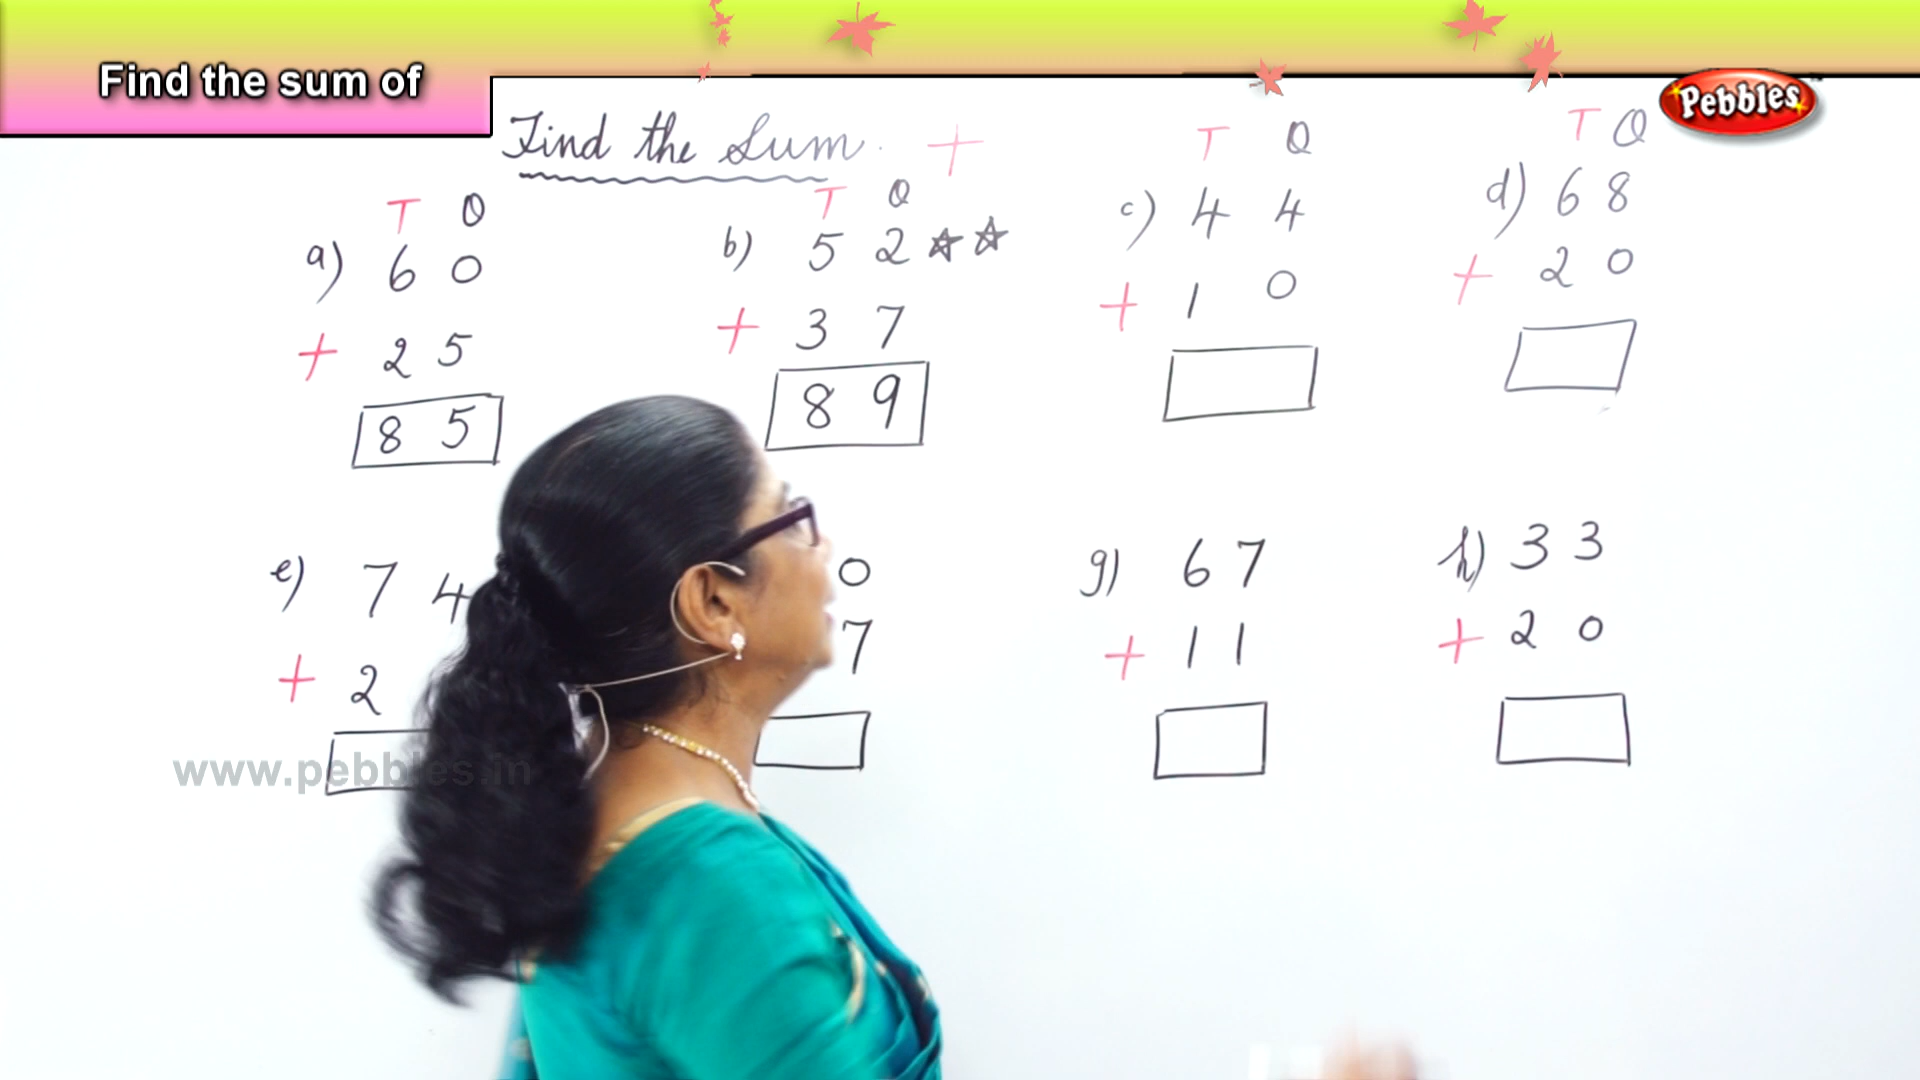 Find the sum of
Pebbles
Find the Sum. +
T O
a) 6 0
+ 2 5
8 5
T O
b) 5 2
+ 3 7
8 9
T O
c) 4 4
+ 1 0
T O
d) 6 8
+ 2 0
e) 7 4
+ 2
0
7
g) 6 7
+ 1 1
h) 3 3
+ 2 0
www.pebbles.in